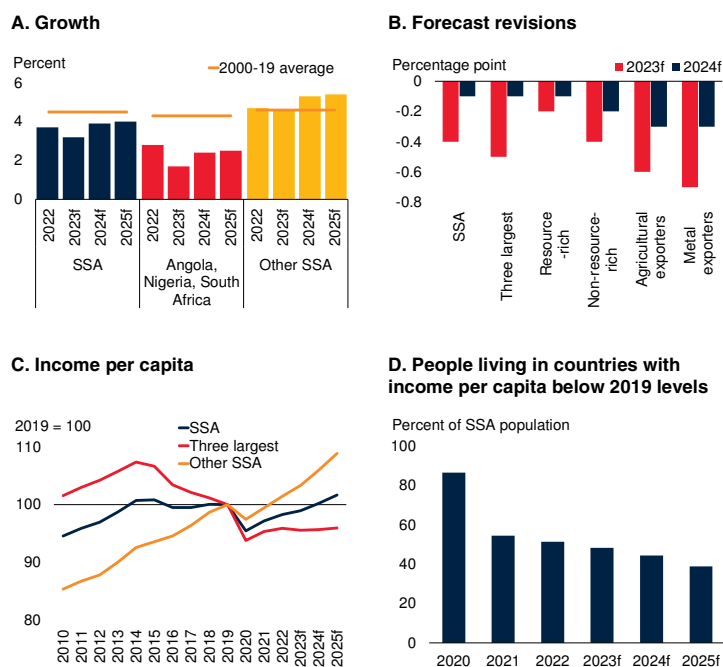 A. Growth
Percent
2000-19 average
6
4
2
0
2022
2023f
2024f
2025f
2022
2023f
2024f
2025f
2022
2023f
2024f
2025f
SSA
Angola,
Nigeria, South
Africa
Other SSA
B. Forecast revisions
Percentage point
2023f
2024f
0
-0.2
-0.4
-0.6
-0.8
SSA
Three largest
Resource
-rich
Non-resource-
rich
Agricultural
exporters
Metal
exporters
C. Income per capita
2019 = 100
SSA
Three largest
Other SSA
110
100
90
80
2010
2011
2012
2013
2014
2015
2016
2017
2018
2019
2020
2021
2022
2023f
2024f
2025f
D. People living in countries with
income per capita below 2019 levels
Percent of SSA population
100
80
60
40
20
0
2020
2021
2022
2023f
2024f
2025f